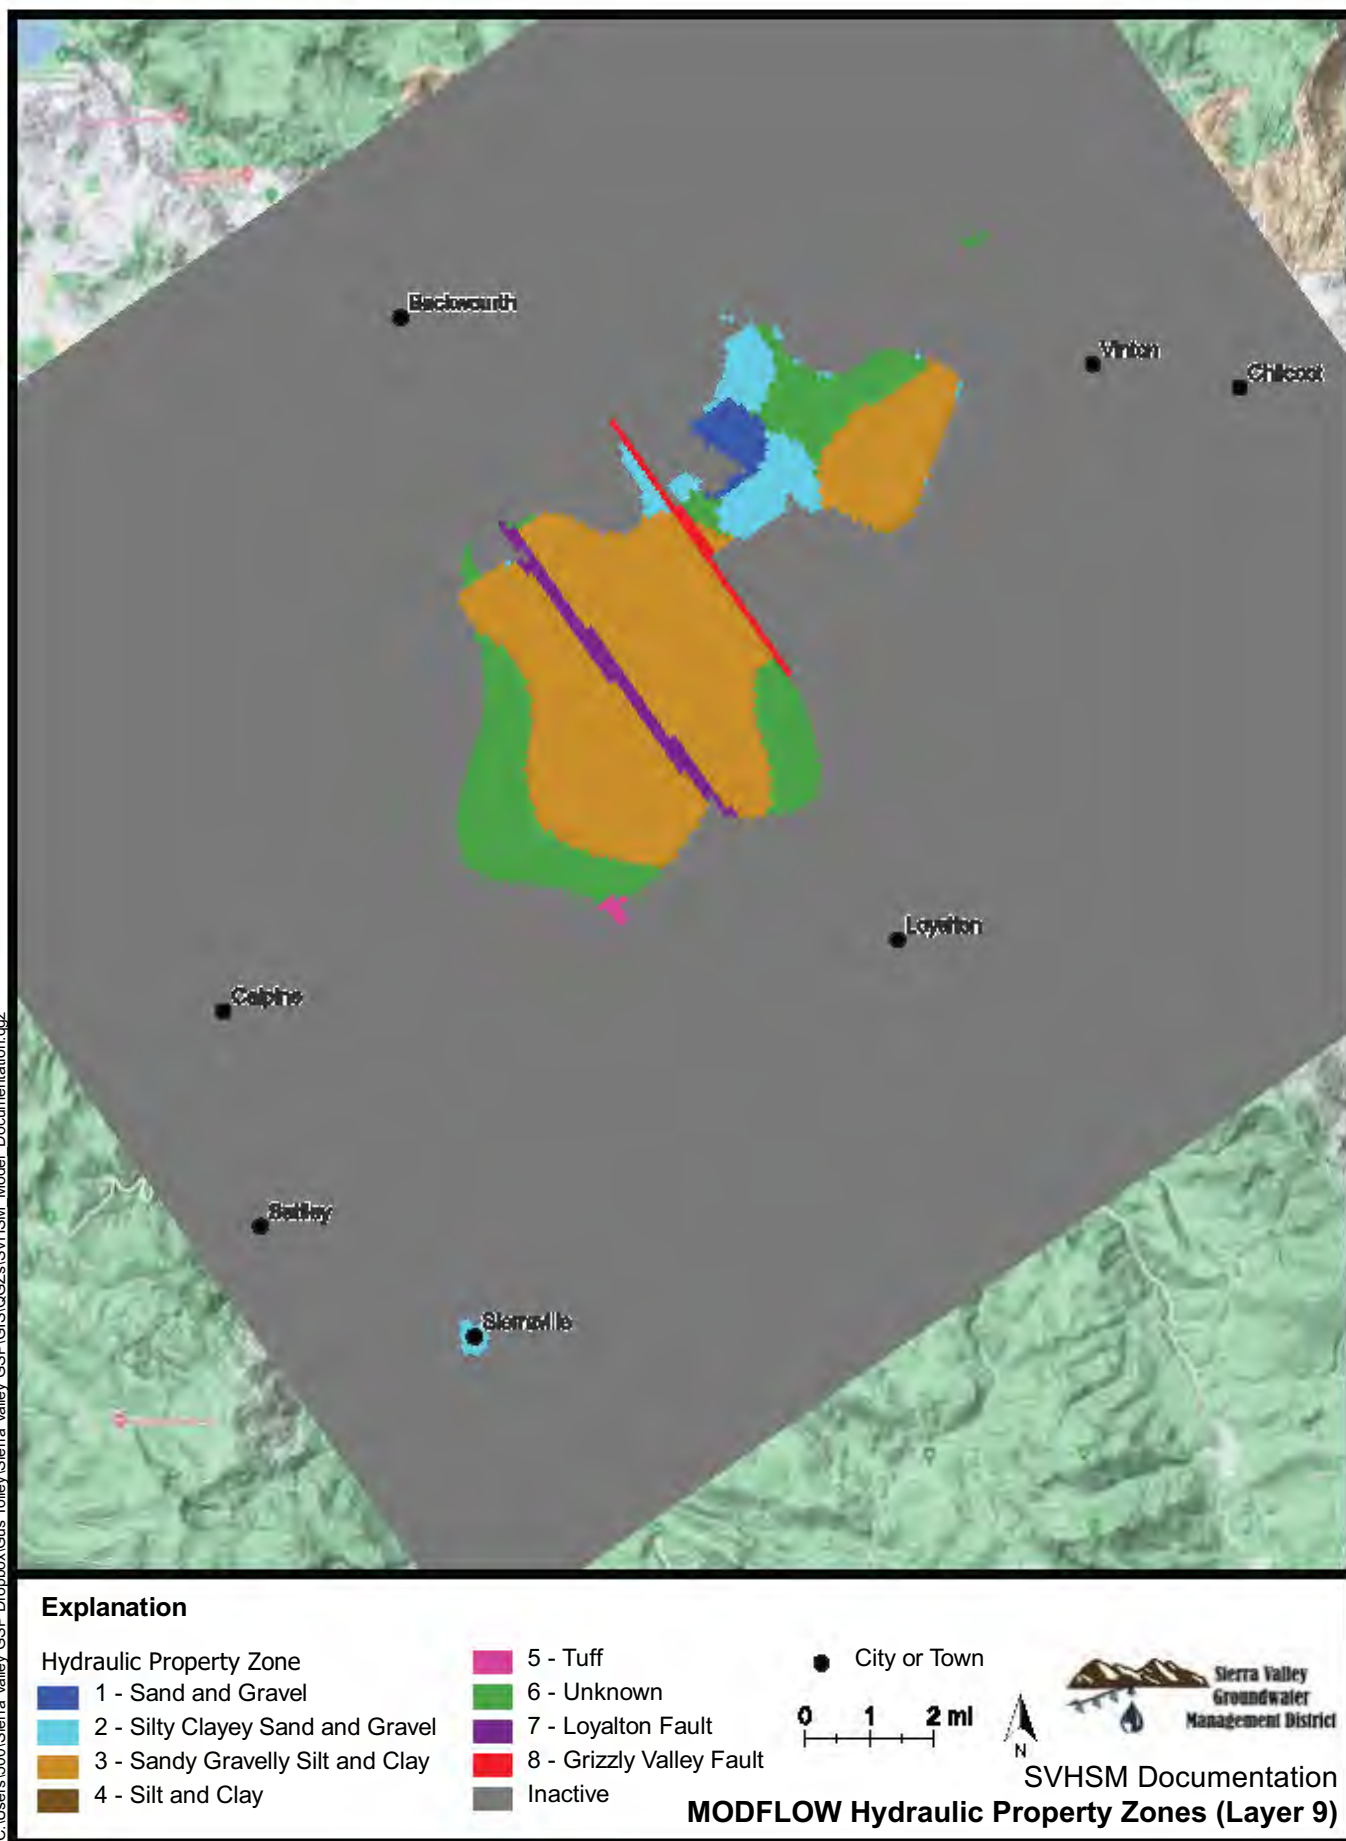 Beckwourth
Vinton
Chilcoot
Loyalton
Calpine
Sattley
Sierraville
Explanation
Hydraulic Property Zone
1 - Sand and Gravel
2 - Silty Clayey Sand and Gravel
3 - Sandy Gravelly Silt and Clay
4 - Silt and Clay
5 - Tuff
6 - Unknown
7 - Loyalton Fault
8 - Grizzly Valley Fault
Inactive
City or Town
0 1 2 mi
N
Sierra Valley
Groundwater
Management District
SVHSM Documentation
MODFLOW Hydraulic Property Zones (Layer 9)